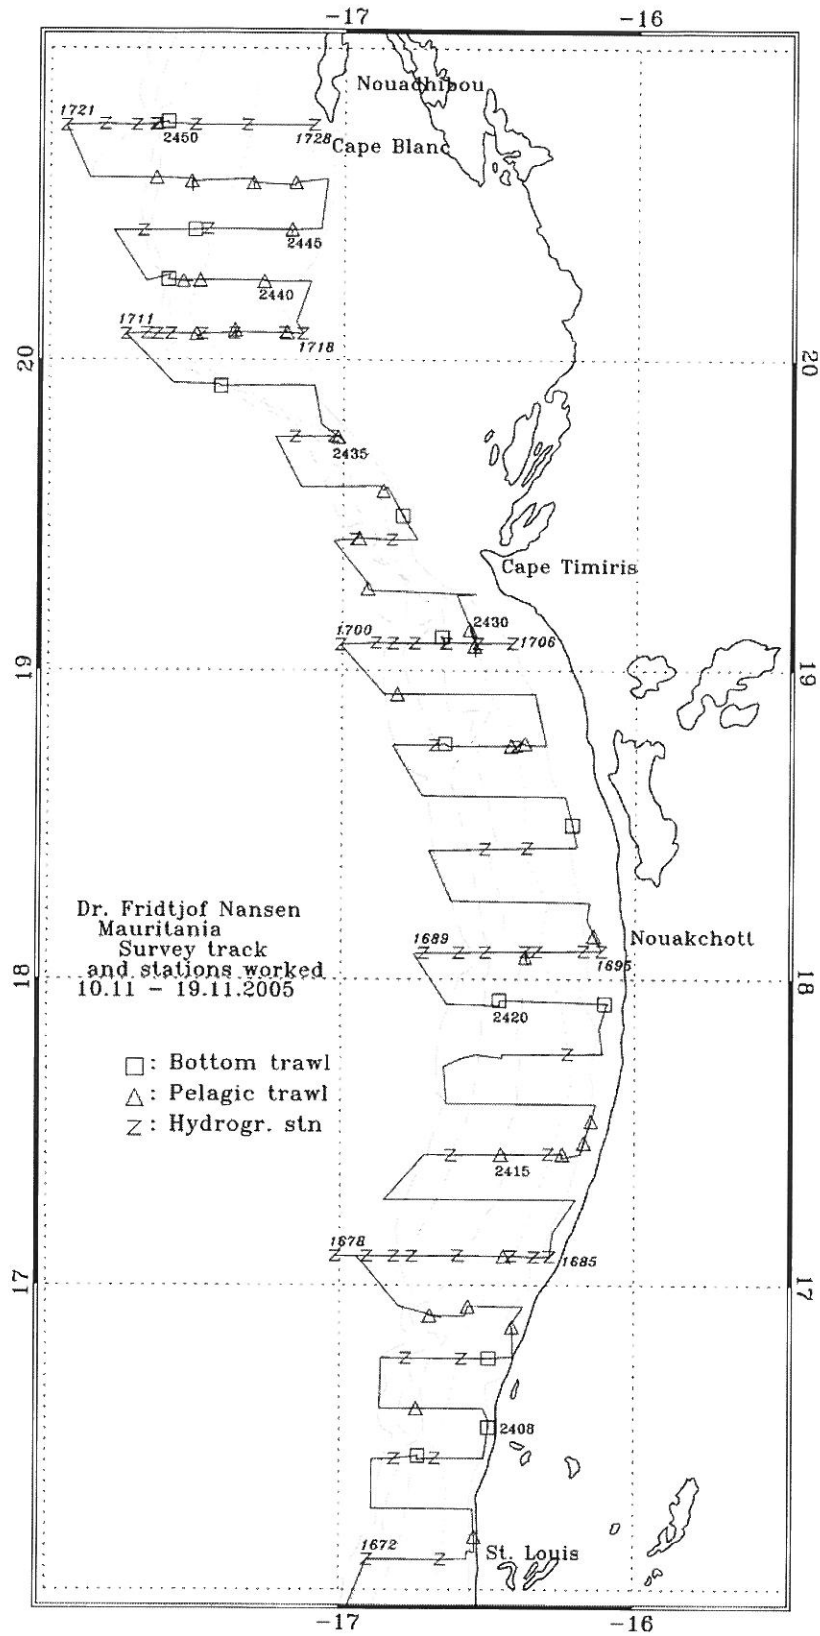 -17
-16
Nouadhibou
1721
2450
1728
Cape Blanc
2445
2440
1711
1718
20
20
2435
Cape Timiris
2430
1700
1706
19
19
Dr. Fridtjof Nansen
Mauritania
Survey track
and stations worked
10.11 - 19.11.2005
Nouakchott
1689
1695
18
18
2420
□: Bottom trawl
△: Pelagic trawl
Z: Hydrogr. stn
2415
1678
1685
17
17
2408
1672
St. Louis
-17
-16